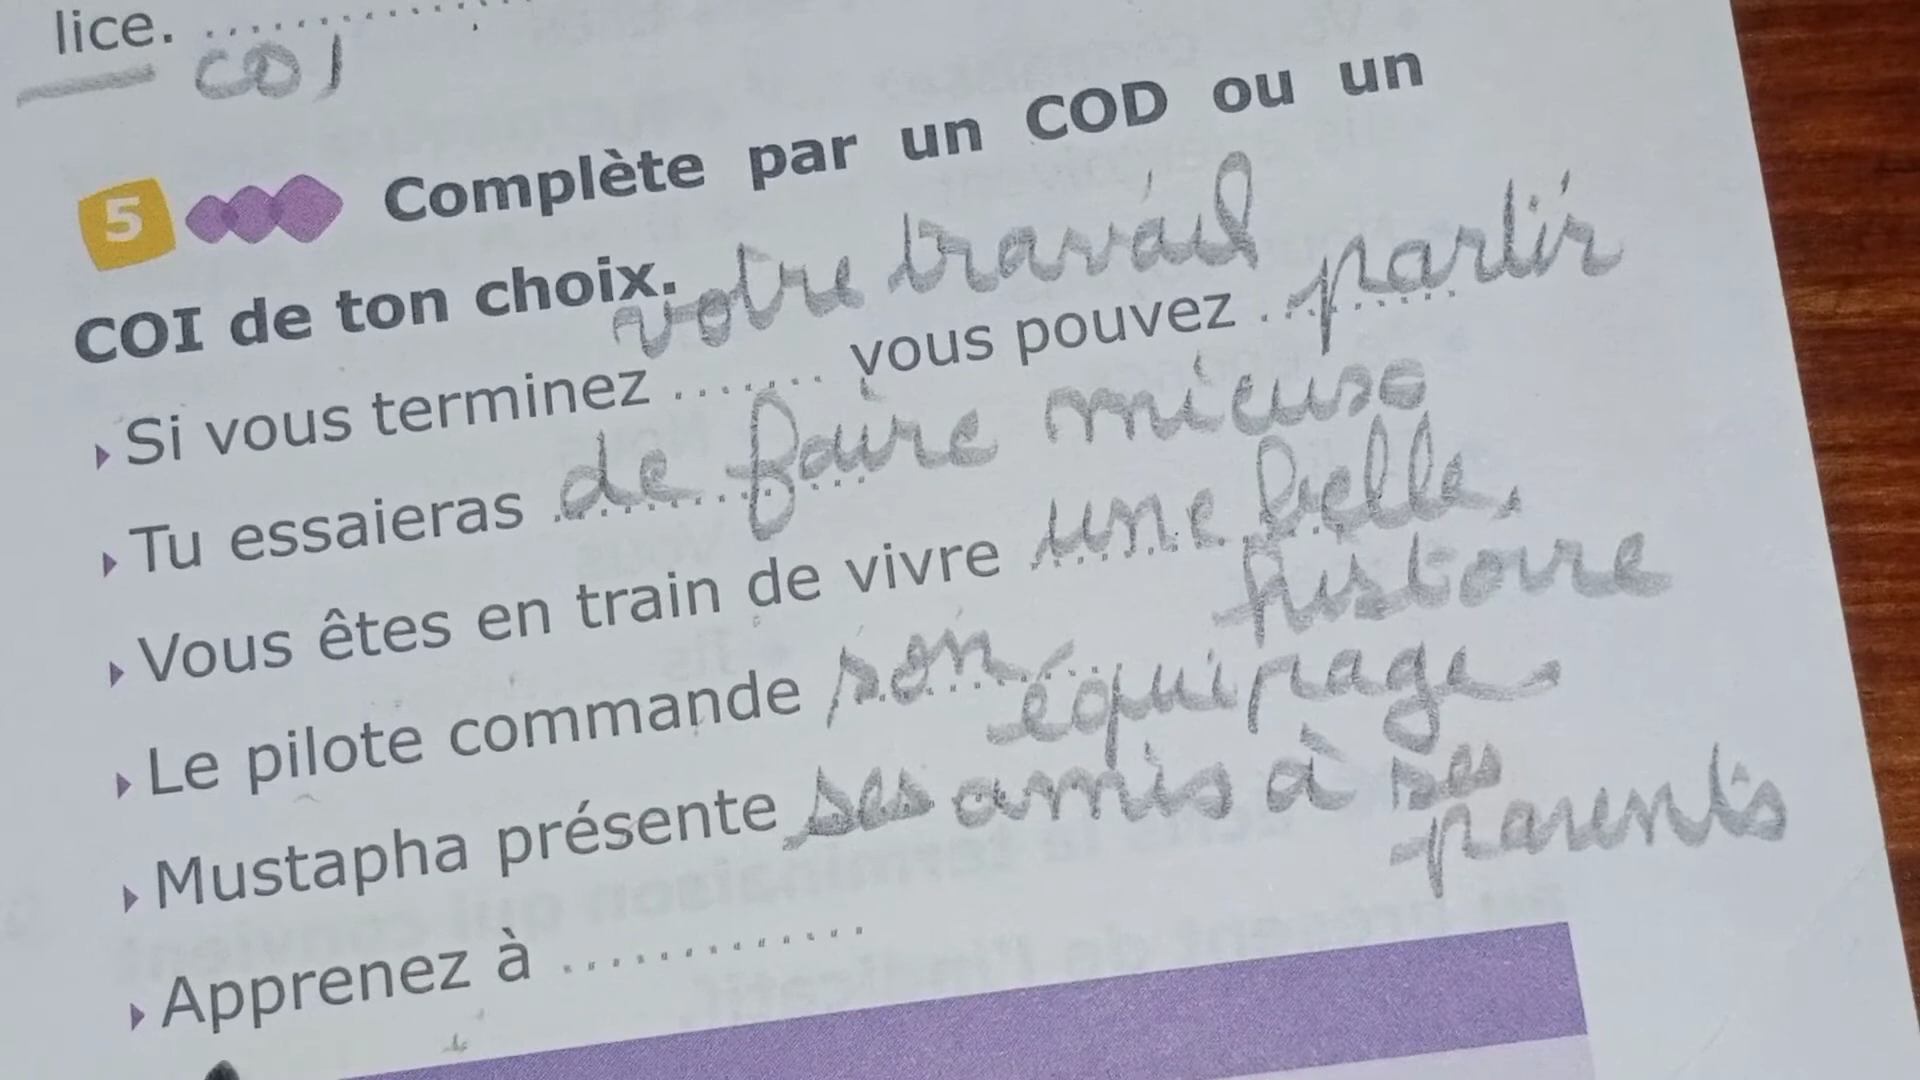 lice. ..................
COI
5 Complète par un COD ou un
COI de ton choix.
votre travail
partir
Si vous terminez ....... vous pouvez ..........
Tu essaieras de faire mieux
Vous êtes en train de vivre une belle,
histoire
Le pilote commande son équipage
Mustapha présente ses amis à ses
parents
Apprenez à .............